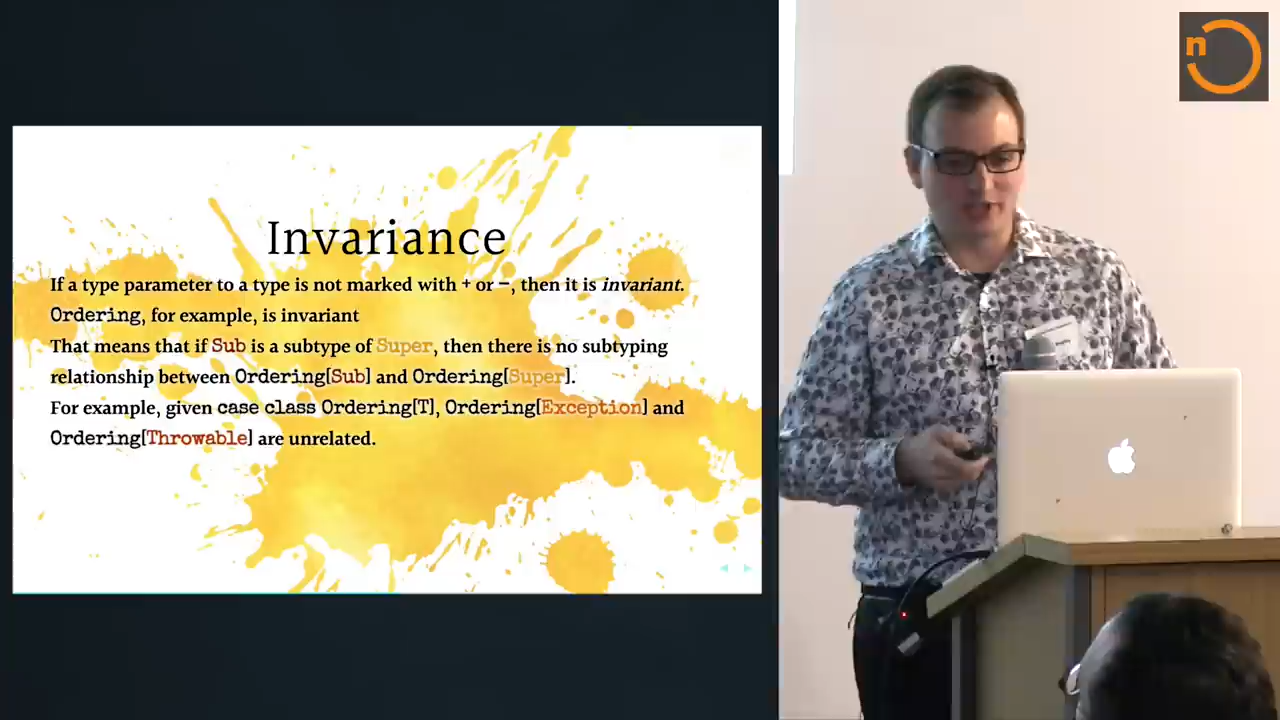 Invariance
If a type parameter to a type is not marked with + or −, then it is invariant.
Ordering, for example, is invariant
That means that if Sub is a subtype of Super, then there is no subtyping
relationship between Ordering[Sub] and Ordering[Super].
For example, given case class Ordering[T], Ordering[Exception] and
Ordering[Throwable] are unrelated.
n